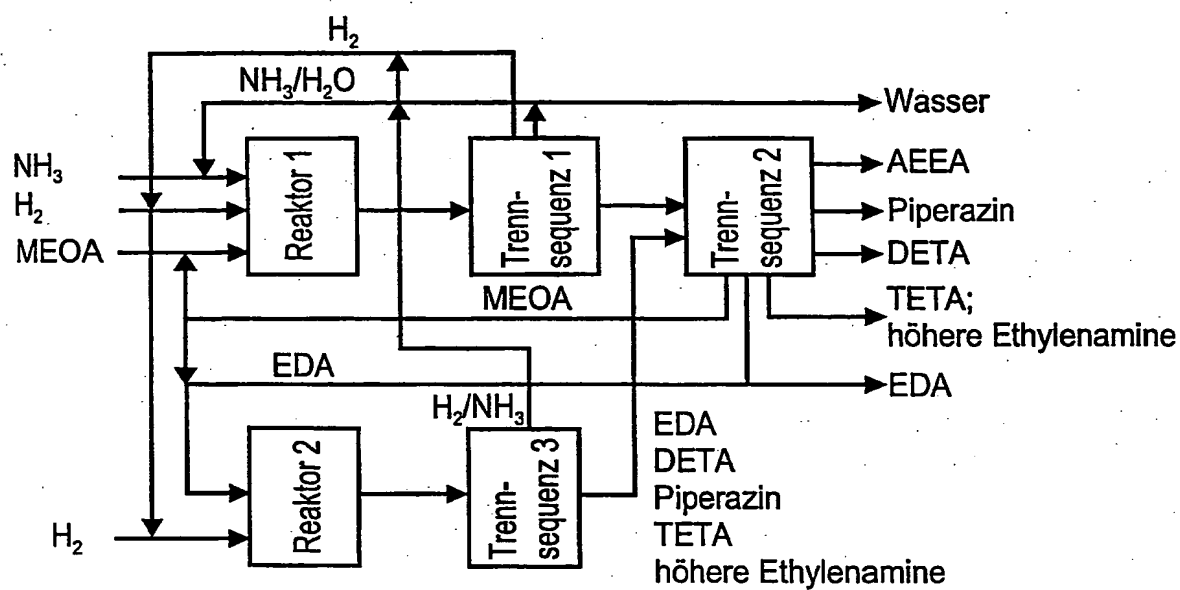 H₂
NH₃/H₂O
Wasser
NH₃
H₂
MEOA
Reaktor 1
Trenn-
sequenz 1
Trenn-
sequenz 2
AEEA
Piperazin
DETA
MEOA
TETA;
höhere Ethylenamine
EDA
EDA
H₂/NH₃
H₂
Reaktor 2
Trenn-
sequenz 3
EDA
DETA
Piperazin
TETA
höhere Ethylenamine